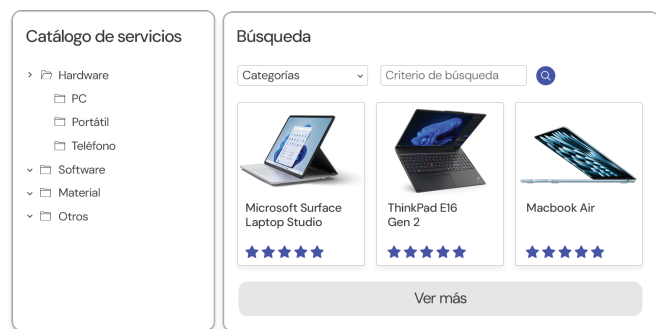 Catálogo de servicios
Hardware
PC
Portátil
Teléfono
Software
Material
Otros
Búsqueda
Categorías
Criterio de búsqueda
Microsoft Surface
Laptop Studio
ThinkPad E16
Gen 2
Macbook Air
Ver más